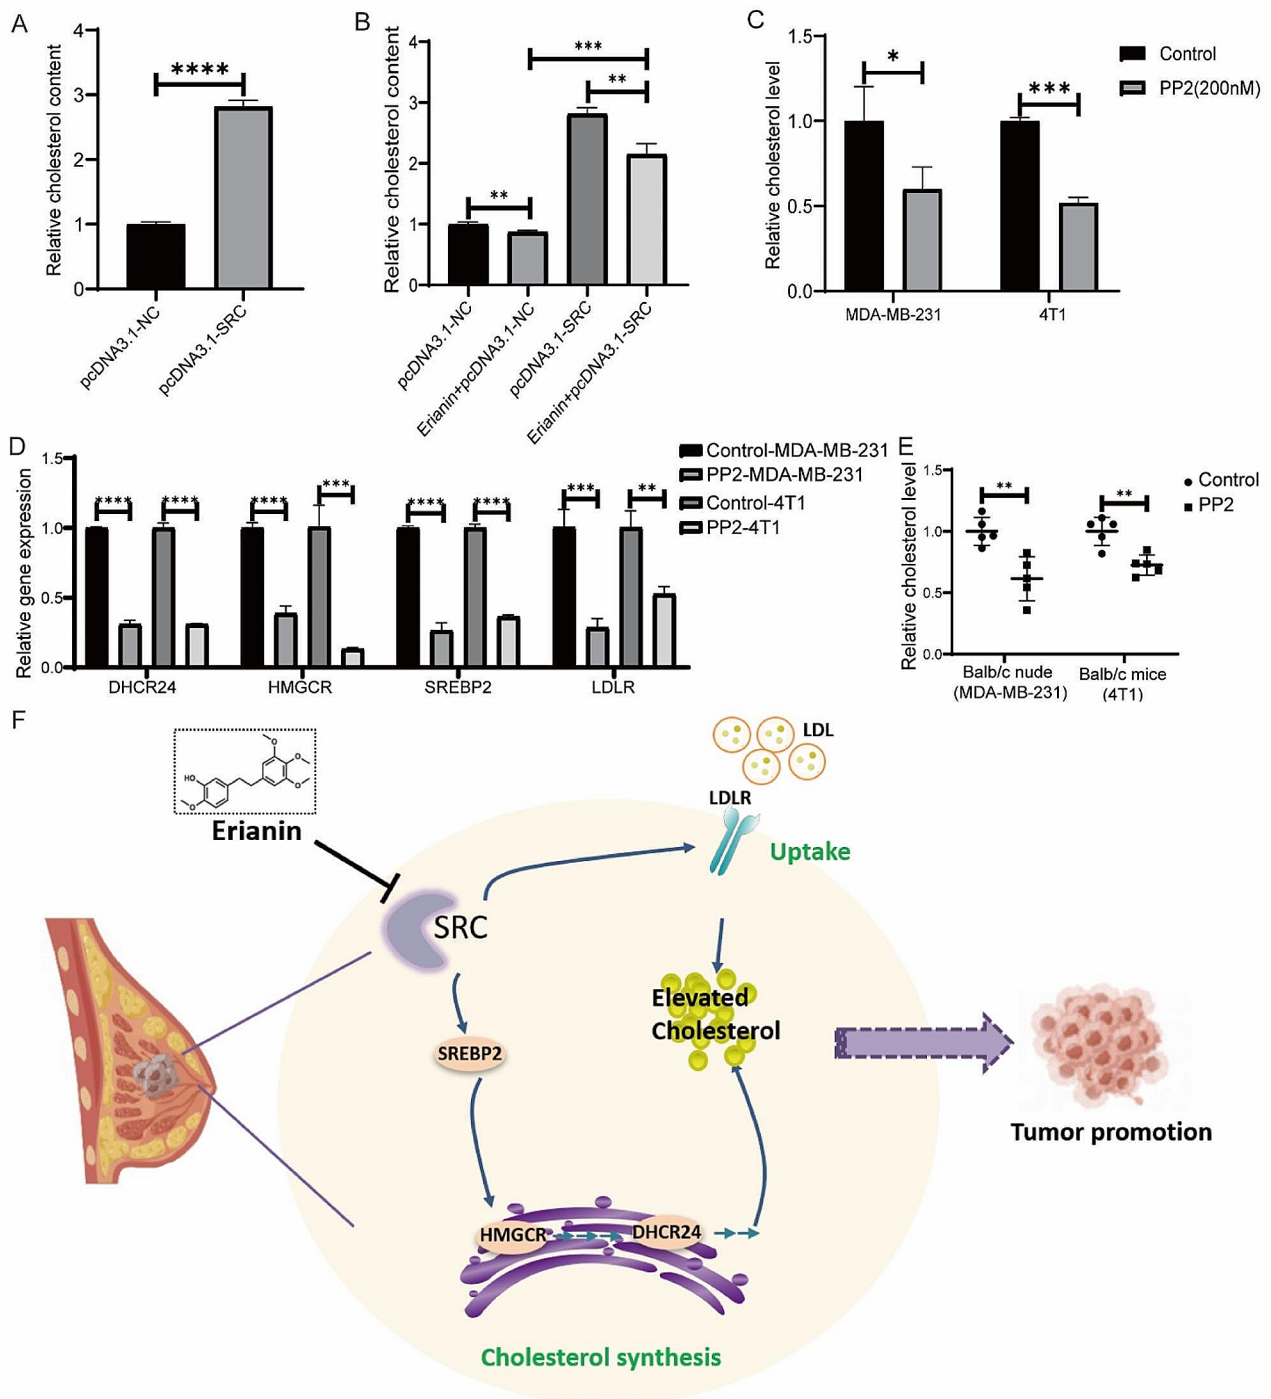 A
Relative cholesterol content
4
3
2
1
0
****
pcDNA3.1-NC
pcDNA3.1-SRC
B
Relative cholesterol content
4
3
2
1
0
***
**
**
pcDNA3.1-NC
Erianin+pcDNA3.1-NC
pcDNA3.1-SRC
Erianin+pcDNA3.1-SRC
C
Relative cholesterol level
1.5
1.0
0.5
0.0
*
***
MDA-MB-231
4T1
Control
PP2(200nM)
D
Relative gene expression
1.5
1.0
0.5
0.0
****
****
****
***
****
****
***
**
DHCR24
HMGCR
SREBP2
LDLR
Control-MDA-MB-231
PP2-MDA-MB-231
Control-4T1
PP2-4T1
E
Relative cholesterol level
1.5
1.0
0.5
0.0
**
**
Balb/c nude
(MDA-MB-231)
Balb/c mice
(4T1)
Control
PP2
F
HO
O
O
O
O
Erianin
LDL
LDLR
Uptake
SRC
Elevated
Cholesterol
SREBP2
HMGCR
DHCR24
Tumor promotion
Cholesterol synthesis